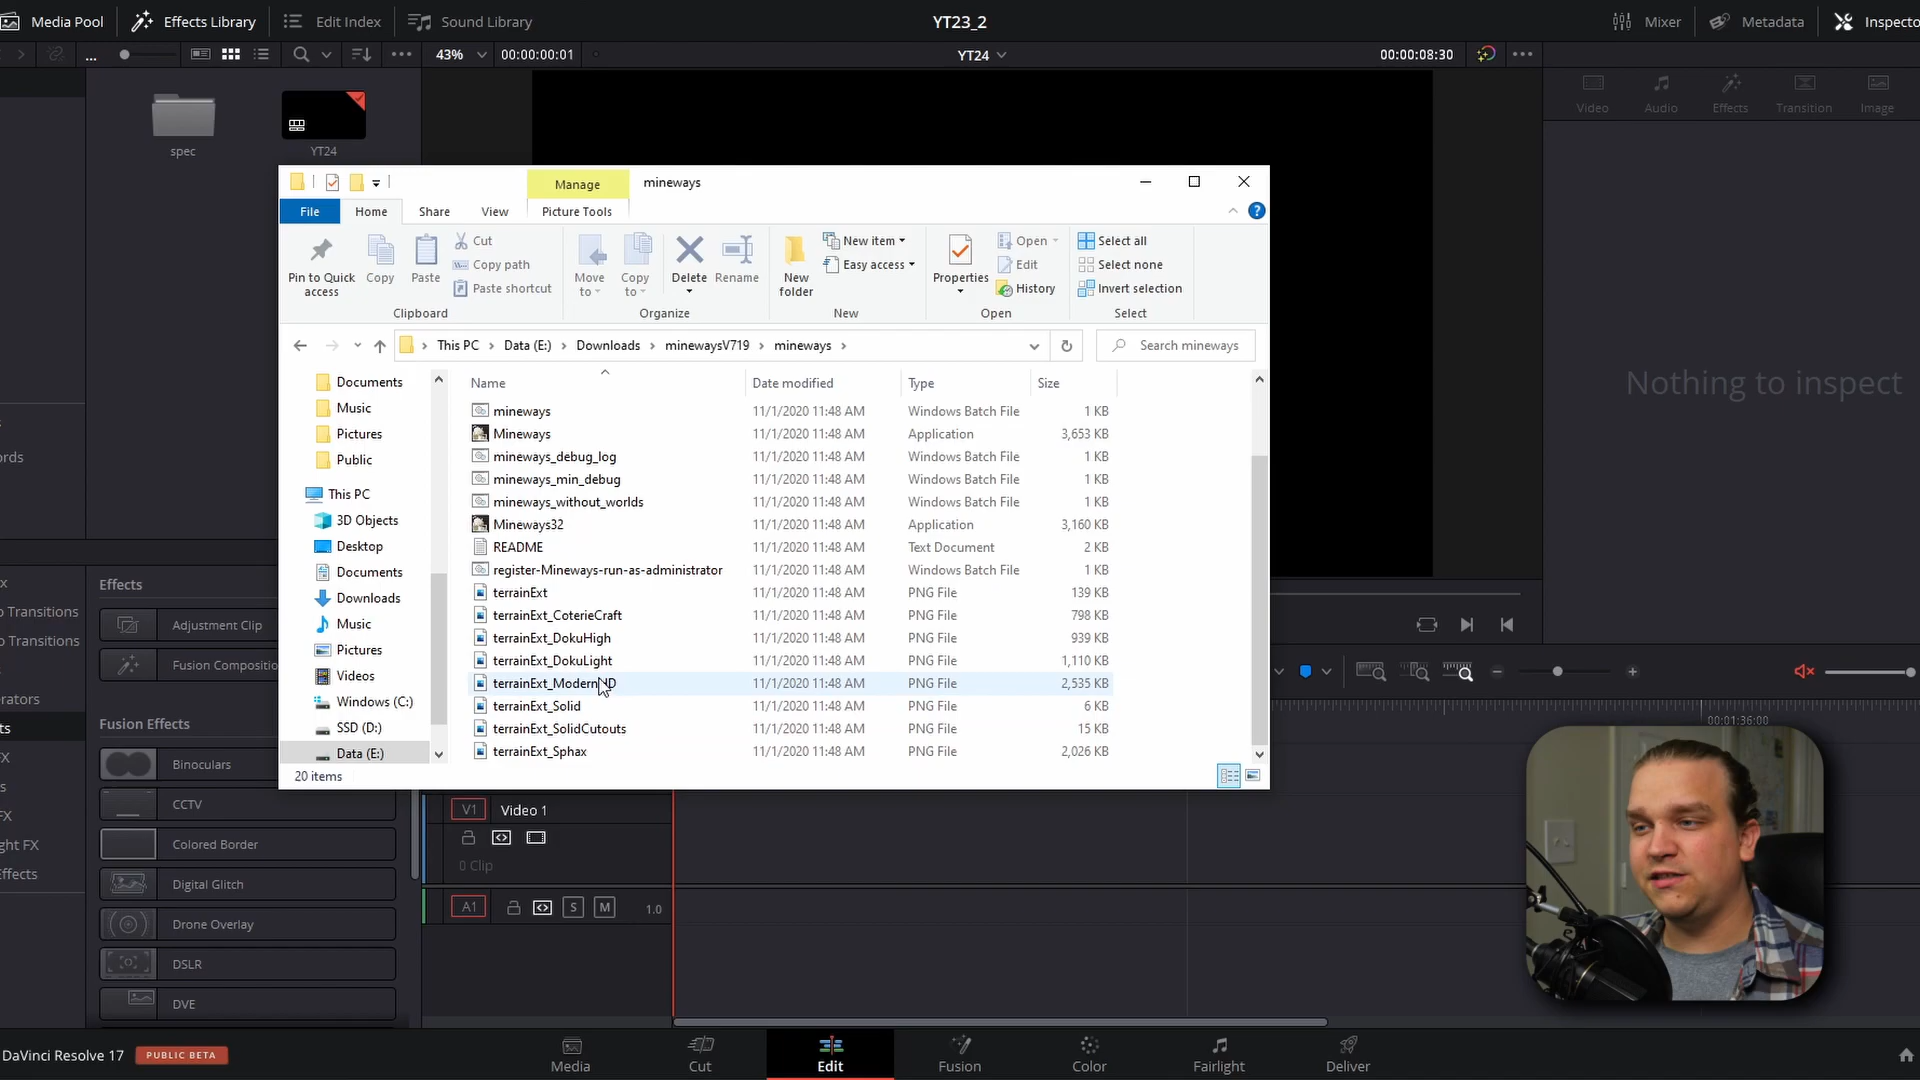 Media Pool
Effects Library
Edit Index
Sound Library
YT23_2
Mixer
Metadata
Inspecto
...
43%
00:00:00:01
YT24
00:00:08:30
spec
YT24
Video
Audio
Effects
Transition
Image
Nothing to inspect
Manage
mineways
File
Home
Share
View
Picture Tools
Pin to Quick access
Copy
Paste
Cut
Copy path
Paste shortcut
Clipboard
Move to
Copy to
Delete
Rename
Organize
New folder
New item
Easy access
New
Properties
Open
Edit
History
Open
Select all
Select none
Invert selection
Select
This PC > Data (E:) > Downloads > minewaysV719 > mineways >
Search mineways
Documents
Music
Pictures
Public
This PC
3D Objects
Desktop
Documents
Downloads
Music
Pictures
Videos
Windows (C:)
SSD (D:)
Data (E:)
Name Date modified Type Size
mineways 11/1/2020 11:48 AM Windows Batch File 1 KB
Mineways 11/1/2020 11:48 AM Application 3,653 KB
mineways_debug_log 11/1/2020 11:48 AM Windows Batch File 1 KB
mineways_min_debug 11/1/2020 11:48 AM Windows Batch File 1 KB
mineways_without_worlds 11/1/2020 11:48 AM Windows Batch File 1 KB
Mineways32 11/1/2020 11:48 AM Application 3,160 KB
README 11/1/2020 11:48 AM Text Document 2 KB
register-Mineways-run-as-administrator 11/1/2020 11:48 AM Windows Batch File 1 KB
terrainExt 11/1/2020 11:48 AM PNG File 139 KB
terrainExt_CoterieCraft 11/1/2020 11:48 AM PNG File 798 KB
terrainExt_DokuHigh 11/1/2020 11:48 AM PNG File 939 KB
terrainExt_DokuLight 11/1/2020 11:48 AM PNG File 1,110 KB
terrainExt_ModernHD 11/1/2020 11:48 AM PNG File 2,535 KB
terrainExt_Solid 11/1/2020 11:48 AM PNG File 6 KB
terrainExt_SolidCutouts 11/1/2020 11:48 AM PNG File 15 KB
terrainExt_Sphax 11/1/2020 11:48 AM PNG File 2,026 KB
20 items
ords
x
o Transitions
o Transitions
erators
ts
FX
s
FX
ght FX
ffects
Effects
Adjustment Clip
Fusion Compositio
Fusion Effects
Binoculars
CCTV
Colored Border
Digital Glitch
Drone Overlay
DSLR
DVE
00:01:36:00
V1
Video 1
0 Clip
A1
S
M
1.0
DaVinci Resolve 17
PUBLIC BETA
Media
Cut
Edit
Fusion
Color
Fairlight
Deliver